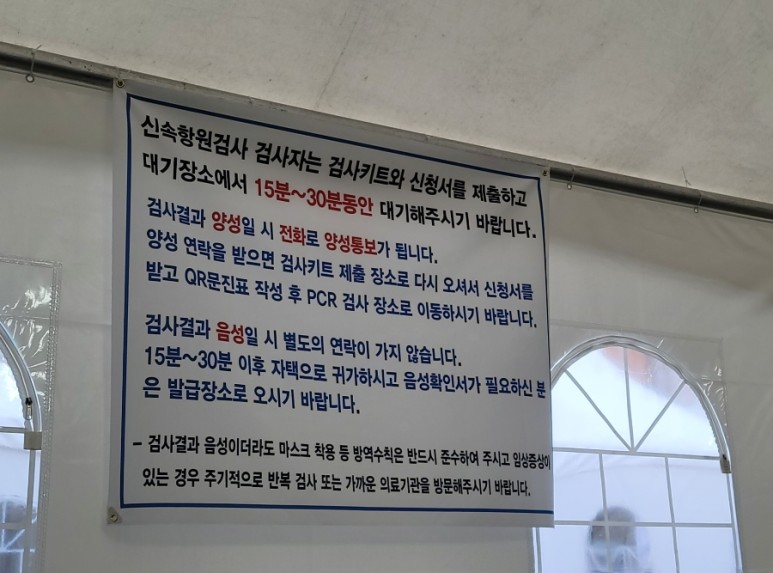 신속항원검사 검사자는 검사키트와 신청서를 제출하고
대기장소에서 15분~30분동안 대기해주시기 바랍니다.
검사결과 양성일 시 전화로 양성통보가 됩니다.
양성 연락을 받으면 검사키트 제출 장소로 다시 오셔서 신청서를
받고 QR문진표 작성 후 PCR 검사 장소로 이동하시기 바랍니다.
검사결과 음성일 시 별도의 연락이 가지 않습니다.
15분~30분 이후 자택으로 귀가하시고 음성확인서가 필요하신 분
은 발급장소로 오시기 바랍니다.
- 검사결과 음성이더라도 마스크 착용 등 방역수칙은 반드시 준수하여 주시고 임상증상이
있는 경우 주기적으로 반복 검사 또는 가까운 의료기관을 방문해주시기 바랍니다.